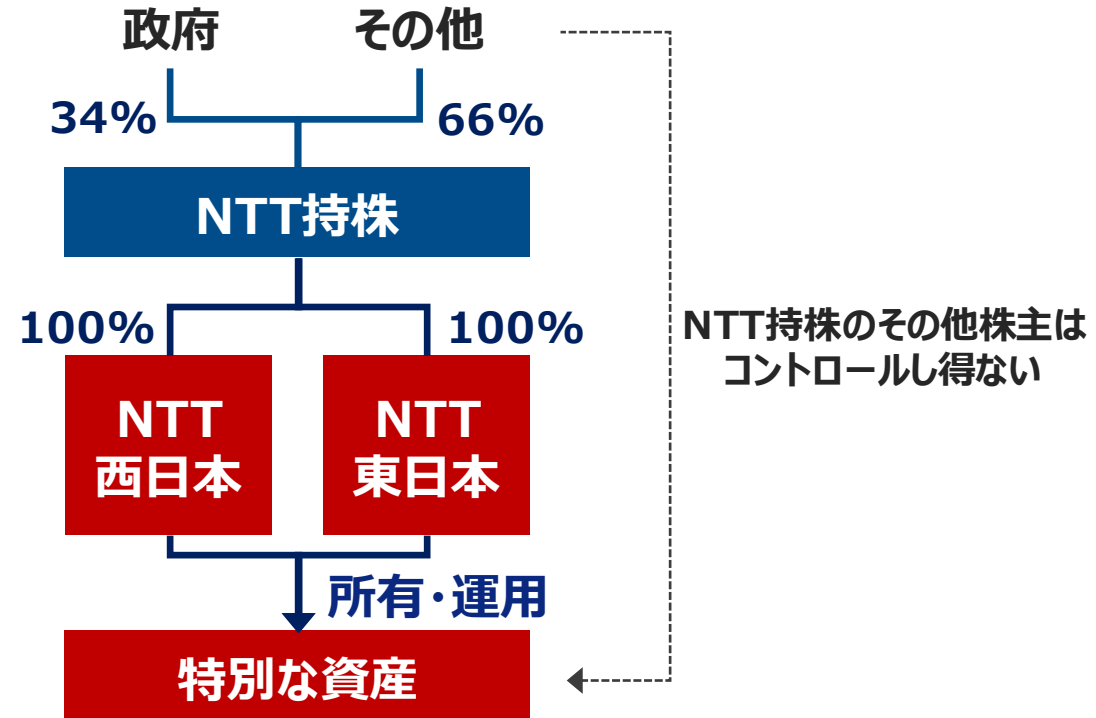 政府 その他
34% 66%
NTT持株
100% 100%
NTT持株のその他株主は
コントロールし得ない
NTT
西日本
NTT
東日本
所有・運用
特別な資産